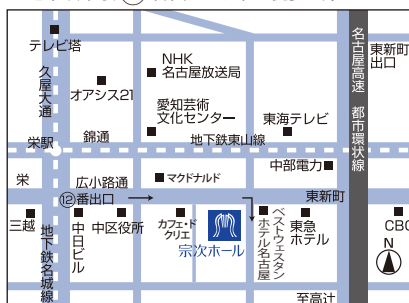 テレビ塔
久屋大通
NHK
名古屋放送局
オアシス21
愛知芸術
文化センター
東海テレビ
名古屋高速 都市環状線
東新町
出口
錦通
栄駅
地下鉄東山線
中部電力
栄
広小路通
マクドナルド
東新町
⑫番出口
三越
地下鉄名城線
中日
ビル
中区役所
カフェ・ド
クリエ
宗次ホール
ベストウェスタン
ホテル名古屋
東急
ホテル
CBC
N
至高辻